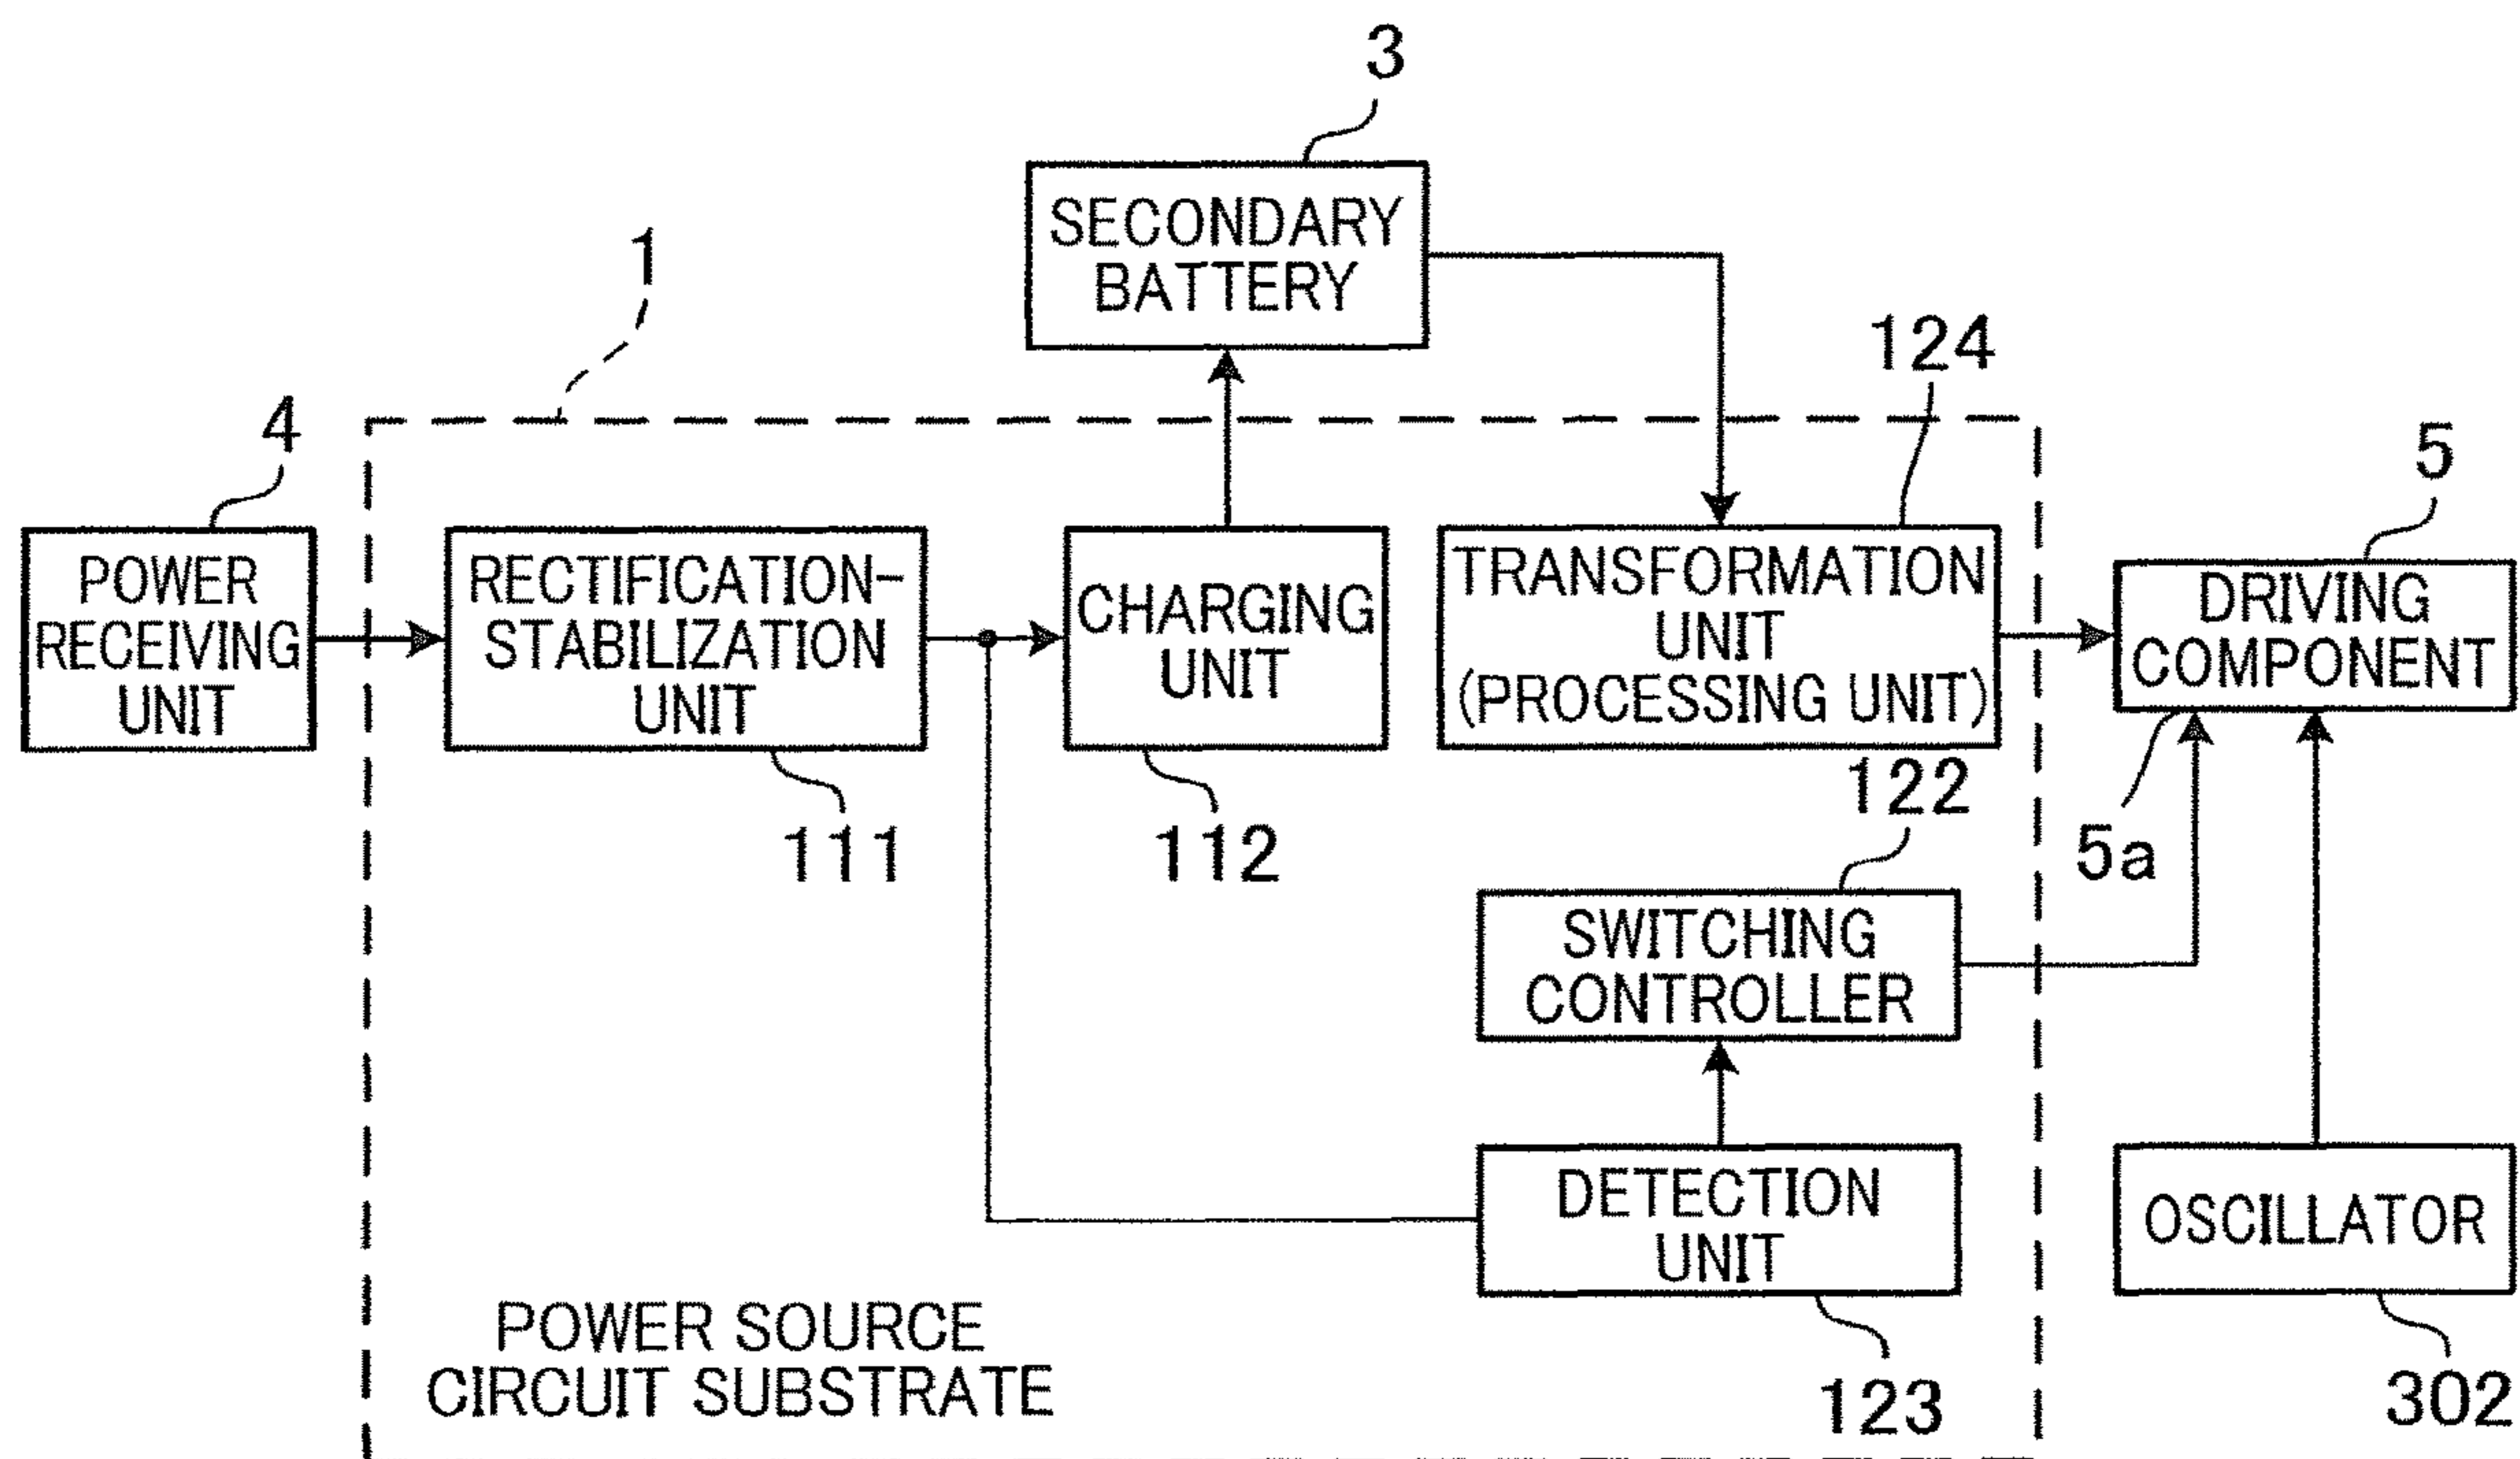 3
SECONDARY
BATTERY
1
124
4
5
POWER
RECEIVING
UNIT
RECTIFICATION-
STABILIZATION
UNIT
CHARGING
UNIT
TRANSFORMATION
UNIT
(PROCESSING UNIT)
DRIVING
COMPONENT
111
112
122
5a
SWITCHING
CONTROLLER
DETECTION
UNIT
OSCILLATOR
POWER SOURCE
CIRCUIT SUBSTRATE
123
302